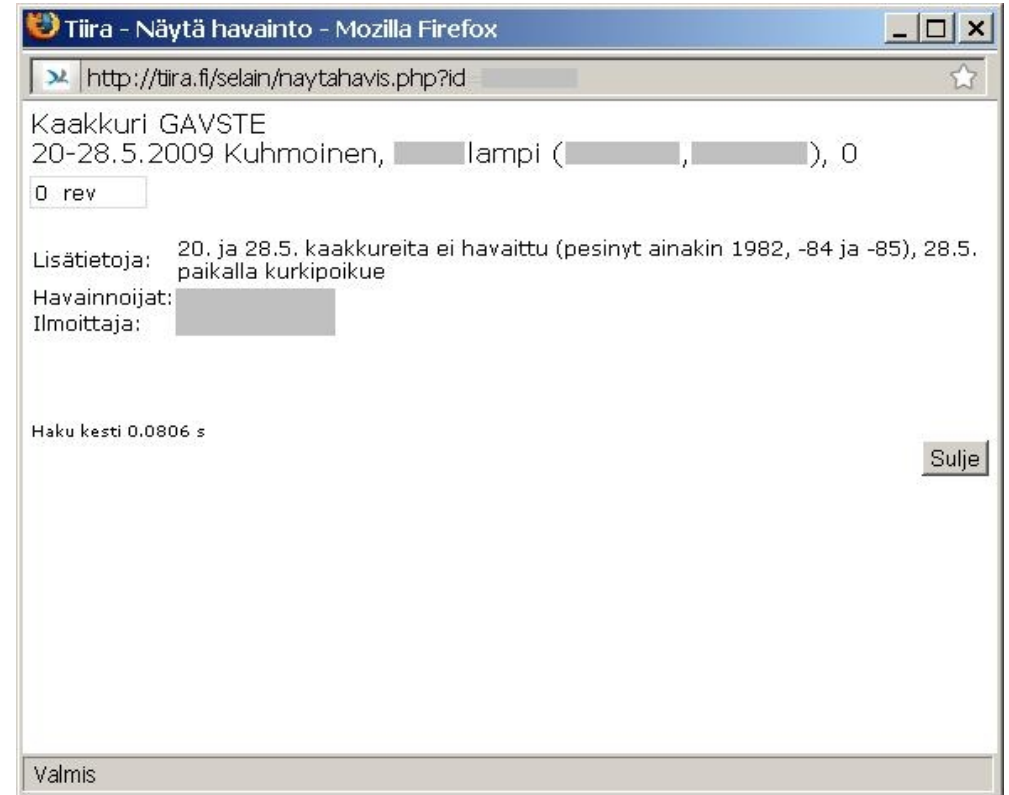 Tiira - Näytä havainto - Mozilla Firefox
http://tiira.fi/selain/naytahavis.php?id
Kaakkuri GAVSTE
20-28.5.2009 Kuhmoinen, lampi ( , ), 0
0 rev
Lisätietoja: 20. ja 28.5. kaakkureita ei havaittu (pesinyt ainakin 1982, -84 ja -85), 28.5.
paikalla kurkipoikue
Havainnoijat:
Ilmoittaja:
Haku kesti 0.0806 s
Sulje
Valmis